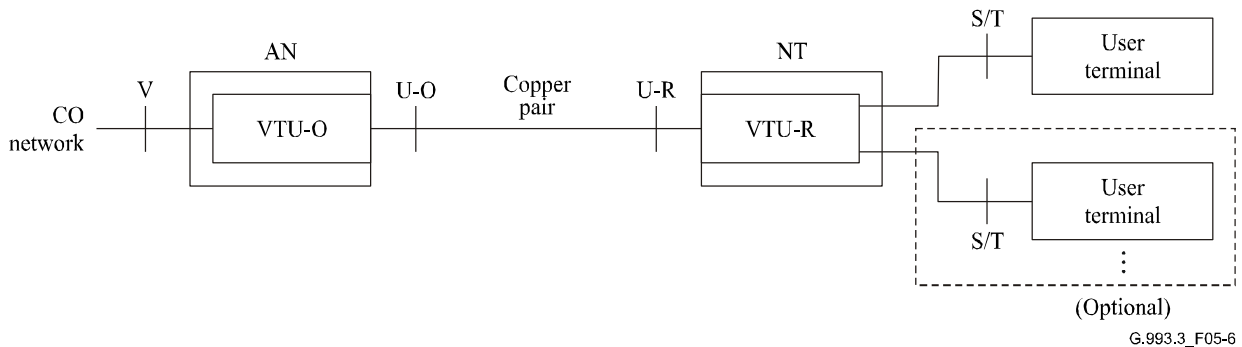 AN
V
CO
network
VTU-O
U-O
Copper
pair
U-R
NT
VTU-R
S/T
User
terminal
User
terminal
S/T
⋮
(Optional)
G.993.3_F05-6